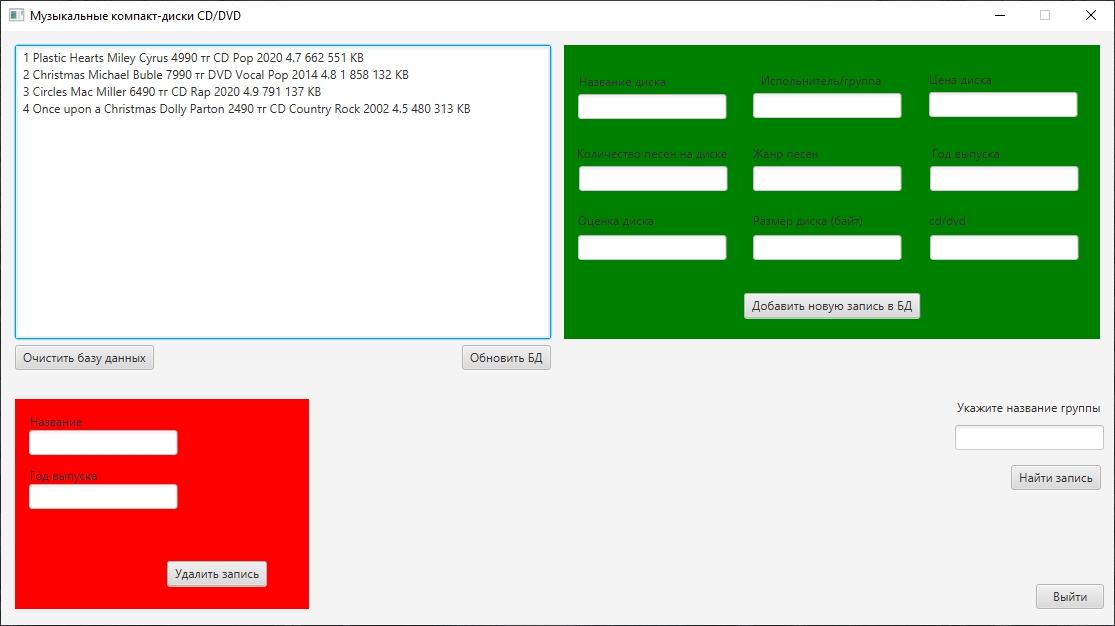 Музыкальные компакт-диски CD/DVD
1 Plastic Hearts Miley Cyrus 4990 тг CD Pop 2020 4.7 662 551 KB
2 Christmas Michael Buble 7990 тг DVD Vocal Pop 2014 4.8 1 858 132 KB
3 Circles Mac Miller 6490 тг CD Rap 2020 4.9 791 137 KB
4 Once upon a Christmas Dolly Parton 2490 тг CD Country Rock 2002 4.5 480 313 KB
Очистить базу данных
Обновить БД
Название диска
Испольнитель/группа
Цена диска
Количество песен на диске
Жанр песен
Год выпуска
Оценка диска
Размер диска (байт)
cd/dvd
Добавить новую запись в БД
Название
Год выпуска
Удалить запись
Укажите название группы
Найти запись
Выйти